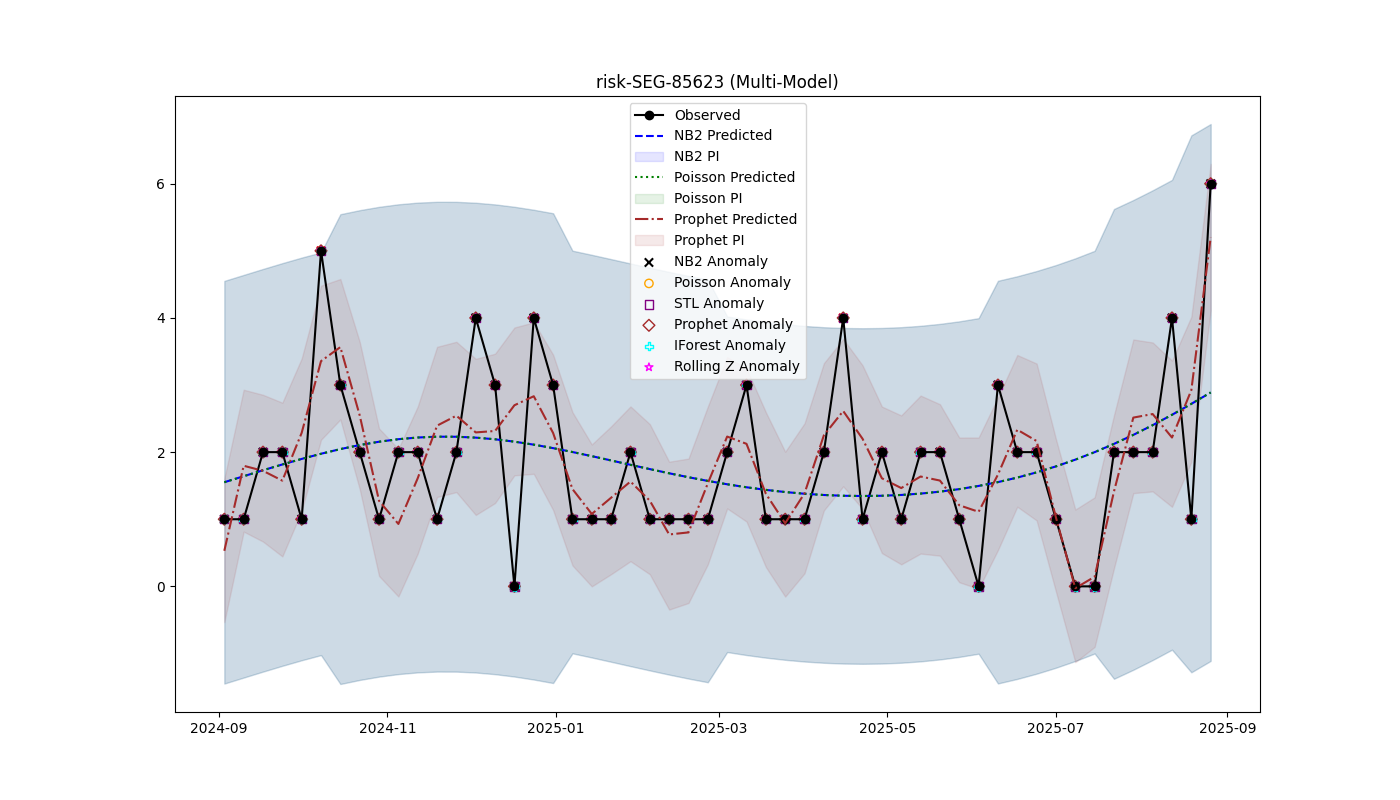 risk-SEG-85623 (Multi-Model)
Observed
NB2 Predicted
NB2 PI
Poisson Predicted
Poisson PI
Prophet Predicted
Prophet PI
NB2 Anomaly
Poisson Anomaly
STL Anomaly
Prophet Anomaly
IForest Anomaly
Rolling Z Anomaly
6
4
2
0
2024-09 2024-11 2025-01 2025-03 2025-05 2025-07 2025-09